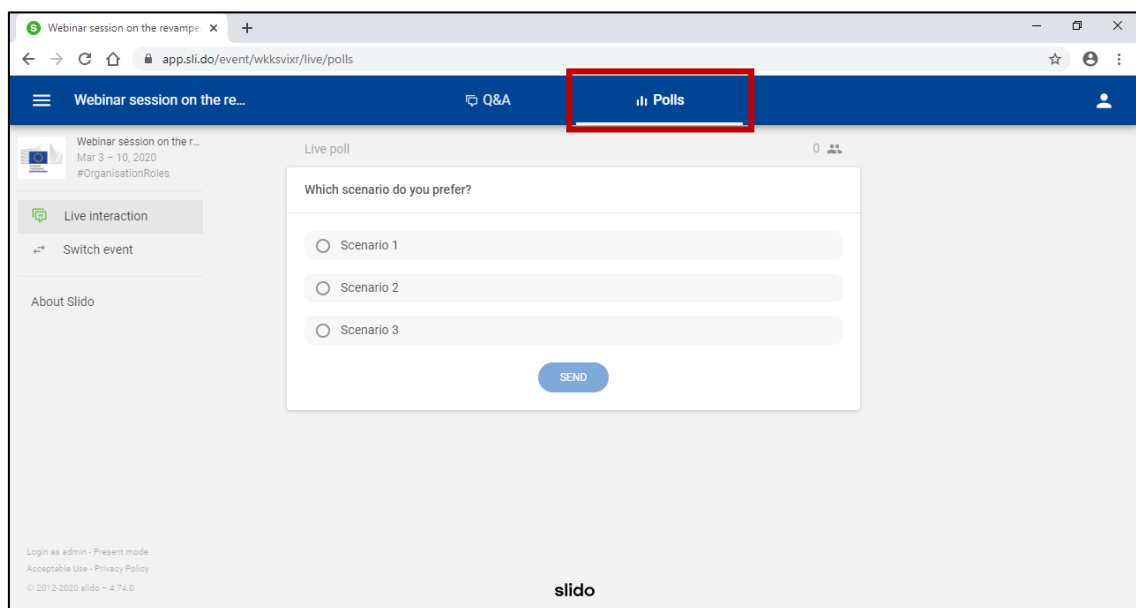 S Webinar session on the revampe
app.sli.do/event/wkksvixr/live/polls
Webinar session on the re...
Q&A
Polls
Webinar session on the r...
Mar 3 – 10, 2020
#OrganisationRoles
Live interaction
Switch event
About Slido
Live poll
0
Which scenario do you prefer?
Scenario 1
Scenario 2
Scenario 3
SEND
Login as admin - Present mode
Acceptable Use - Privacy Policy
© 2012-2020 slido – 4.74.0
slido